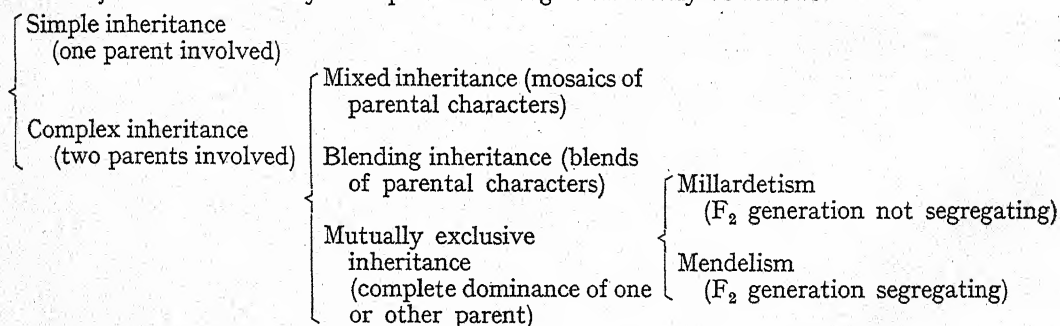 Simple inheritance
(one parent involved)
Complex inheritance
(two parents involved)
Mixed inheritance (mosaics of
parental characters)
Blending inheritance (blends
of parental characters)
Mutually exclusive
inheritance
(complete dominance of one
or other parent)
Millardetism
(F₂ generation not segregating)
Mendelism
(F₂ generation segregating)